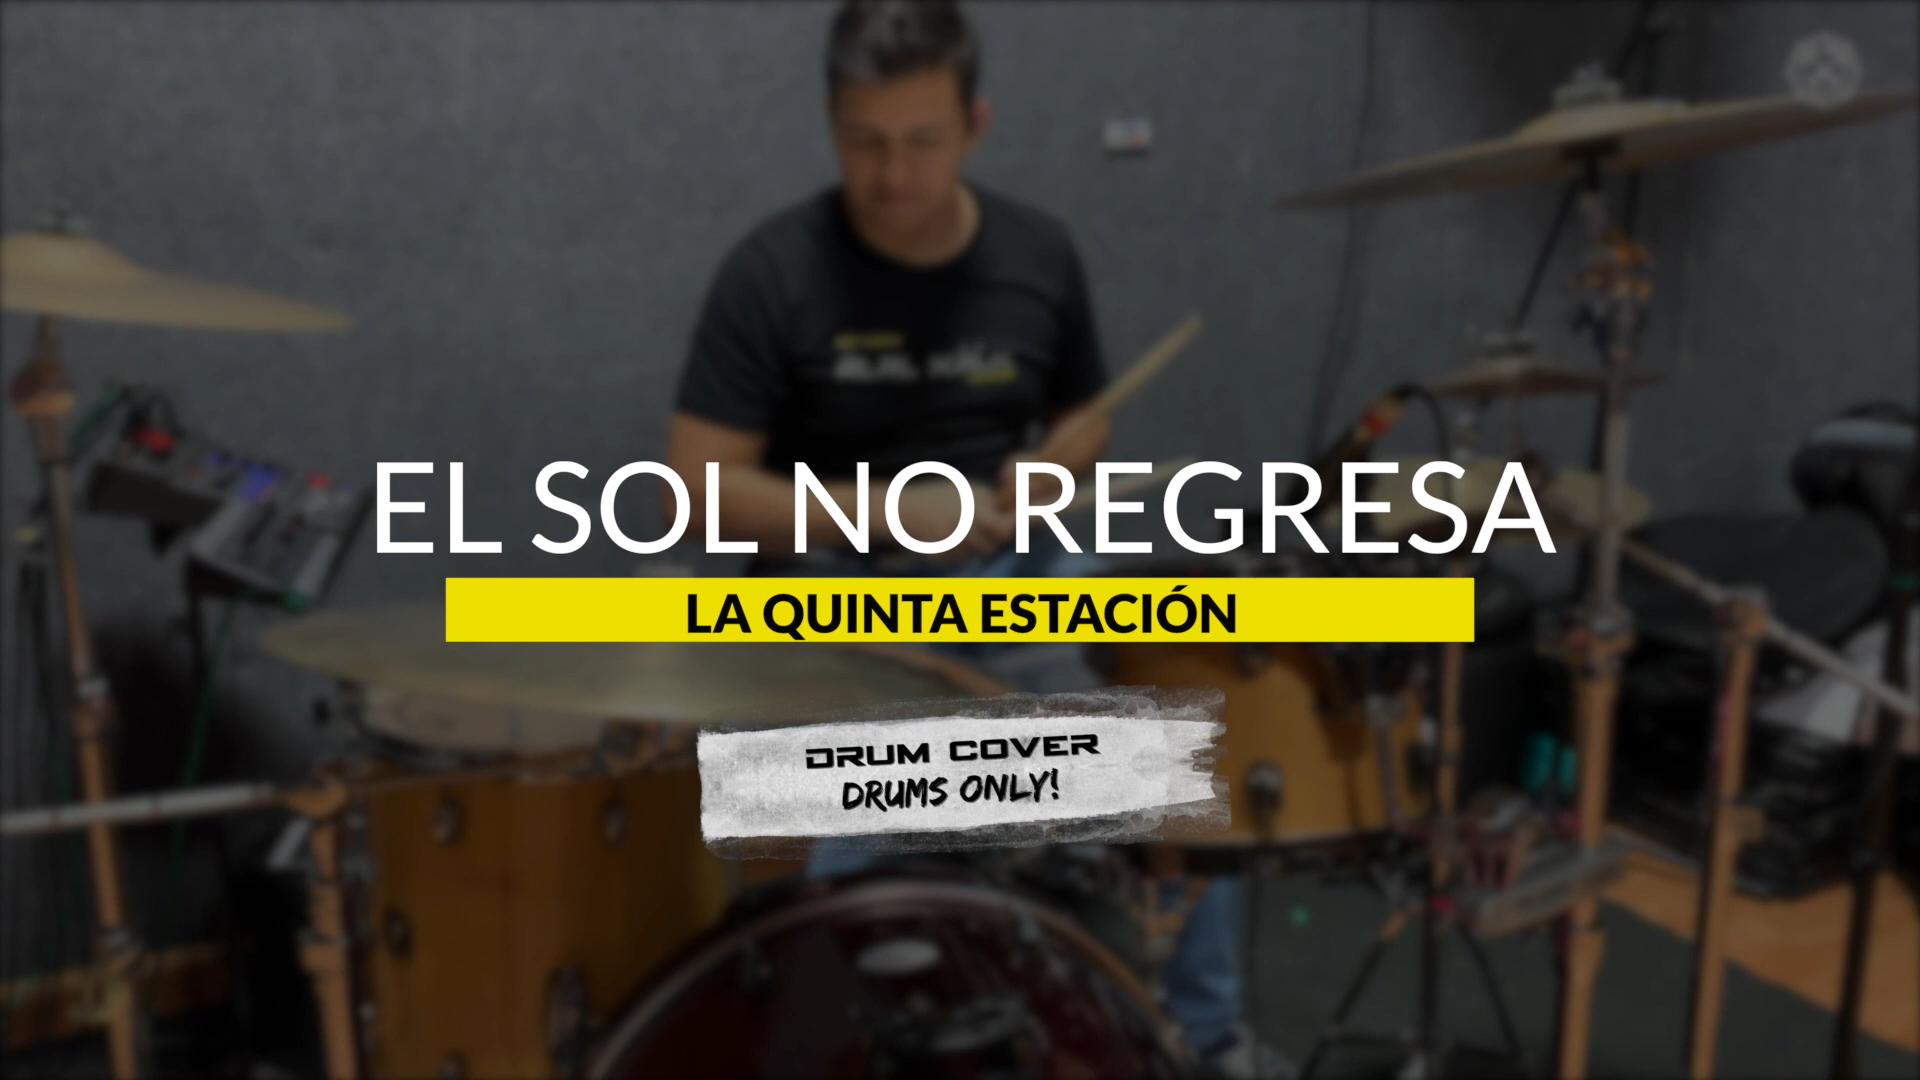 EL SOL NO REGRESA
LA QUINTA ESTACIÓN
DRUM COVER
DRUMS ONLY!